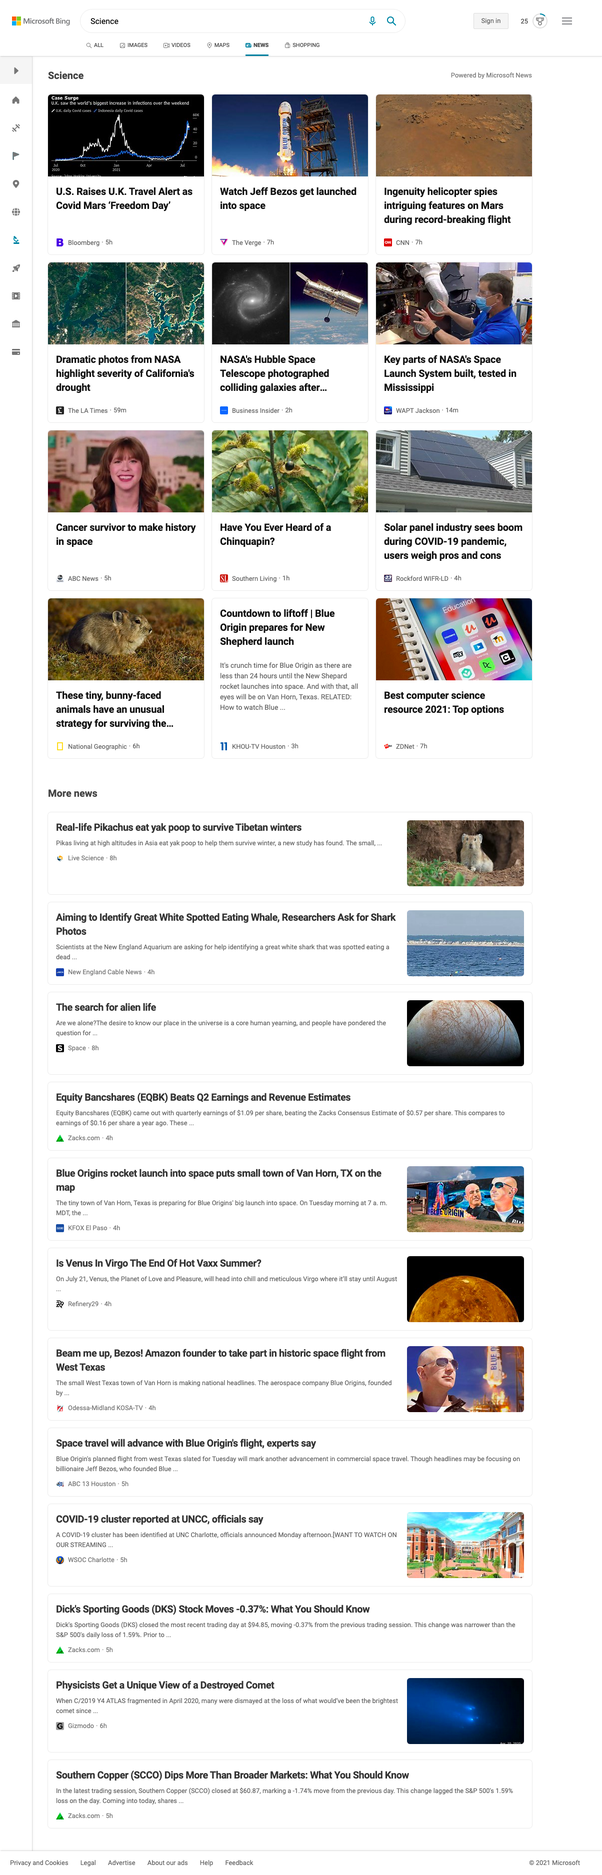 Microsoft Bing
Science
Sign in
25
ALL
IMAGES
VIDEOS
MAPS
NEWS
SHOPPING
Science
Powered by Microsoft News
Case Surge
U.K. saw the world's biggest increase in infections over the weekend
U.S. Raises U.K. Travel Alert as
Covid Mars ‘Freedom Day’
Bloomberg · 5h
Watch Jeff Bezos get launched
into space
The Verge · 7h
Ingenuity helicopter spies
intriguing features on Mars
during record-breaking flight
CNN · 7h
Dramatic photos from NASA
highlight severity of California's
drought
The LA Times · 59m
NASA's Hubble Space
Telescope photographed
colliding galaxies after...
Business Insider · 2h
Key parts of NASA's Space
Launch System built, tested in
Mississippi
WAPT Jackson · 14m
Cancer survivor to make history
in space
ABC News · 5h
Have You Ever Heard of a
Chinquapin?
Southern Living · 1h
Solar panel industry sees boom
during COVID-19 pandemic,
users weigh pros and cons
Rockford WIFR-LD · 4h
These tiny, bunny-faced
animals have an unusual
strategy for surviving the...
National Geographic · 6h
Countdown to liftoff | Blue
Origin prepares for New
Shepherd launch
It's crunch time for Blue Origin as there are
less than 24 hours until the New Shepard
rocket launches into space. And with that, all
eyes will be on Van Horn, Texas. RELATED:
How to watch Blue ...
KHOU-TV Houston · 3h
Education
Best computer science
resource 2021: Top options
ZDNet · 7h
More news
Real-life Pikachus eat yak poop to survive Tibetan winters
Pikas living at high altitudes in Asia eat yak poop to help them survive winter, a new study has found. The small, ...
Live Science · 8h
Aiming to Identify Great White Spotted Eating Whale, Researchers Ask for Shark
Photos
Scientists at the New England Aquarium are asking for help identifying a great white shark that was spotted eating a
dead ...
New England Cable News · 4h
The search for alien life
Are we alone?The desire to know our place in the universe is a core human yearning, and people have pondered the
question for ...
Space · 8h
Equity Bancshares (EQBK) Beats Q2 Earnings and Revenue Estimates
Equity Bancshares (EQBK) came out with quarterly earnings of $1.09 per share, beating the Zacks Consensus Estimate of $0.57 per share. This compares to
earnings of $0.16 per share a year ago. These ...
Zacks.com · 4h
Blue Origins rocket launch into space puts small town of Van Horn, TX on the
map
The tiny town of Van Horn, Texas is preparing for Blue Origins' big launch into space. On Tuesday morning at 7 a. m.
MDT, the ...
KFOX El Paso · 4h
BLUE ORIGIN
Is Venus In Virgo The End Of Hot Vaxx Summer?
On July 21, Venus, the Planet of Love and Pleasure, will head into chill and meticulous Virgo where it'll stay until August
...
Refinery29 · 4h
Beam me up, Bezos! Amazon founder to take part in historic space flight from
West Texas
The small West Texas town of Van Horn is making national headlines. The aerospace company Blue Origins, founded
by ...
Odessa-Midland KOSA-TV · 4h
Space travel will advance with Blue Origin's flight, experts say
Blue Origin's planned flight from west Texas slated for Tuesday will mark another advancement in commercial space travel. Though headlines may be focusing on
billionaire Jeff Bezos, who founded Blue ...
ABC 13 Houston · 5h
COVID-19 cluster reported at UNCC, officials say
A COVID-19 cluster has been identified at UNC Charlotte, officials announced Monday afternoon.[WANT TO WATCH ON
OUR STREAMING ...
WSOC Charlotte · 5h
Dick's Sporting Goods (DKS) Stock Moves -0.37%: What You Should Know
Dick's Sporting Goods (DKS) closed the most recent trading day at $94.85, moving -0.37% from the previous trading session. This change was narrower than the
S&P 500's daily loss of 1.59%. Prior to ...
Zacks.com · 5h
Physicists Get a Unique View of a Destroyed Comet
When C/2019 Y4 ATLAS fragmented in April 2020, many were dismayed at the loss of what would've been the brightest
comet since ...
Gizmodo · 6h
Southern Copper (SCCO) Dips More Than Broader Markets: What You Should Know
In the latest trading session, Southern Copper (SCCO) closed at $60.87, marking a -1.74% move from the previous day. This change lagged the S&P 500's 1.59%
loss on the day. Coming into today, shares ...
Zacks.com · 5h
Privacy and Cookies
Legal
Advertise
About our ads
Help
Feedback
© 2021 Microsoft